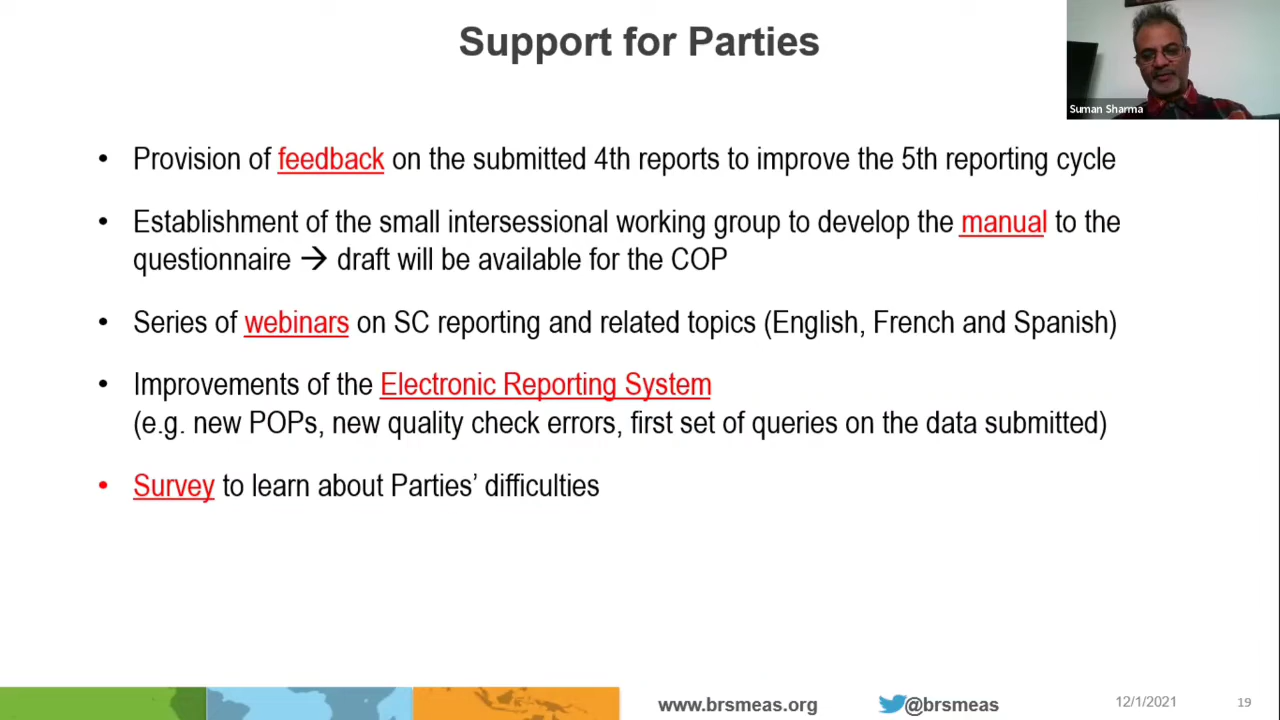 Support for Parties
Suman Sharma
• Provision of feedback on the submitted 4th reports to improve the 5th reporting cycle
• Establishment of the small intersessional working group to develop the manual to the
questionnaire → draft will be available for the COP
• Series of webinars on SC reporting and related topics (English, French and Spanish)
• Improvements of the Electronic Reporting System
(e.g. new POPs, new quality check errors, first set of queries on the data submitted)
• Survey to learn about Parties’ difficulties
www.brsmeas.org
@brsmeas
12/1/2021
19